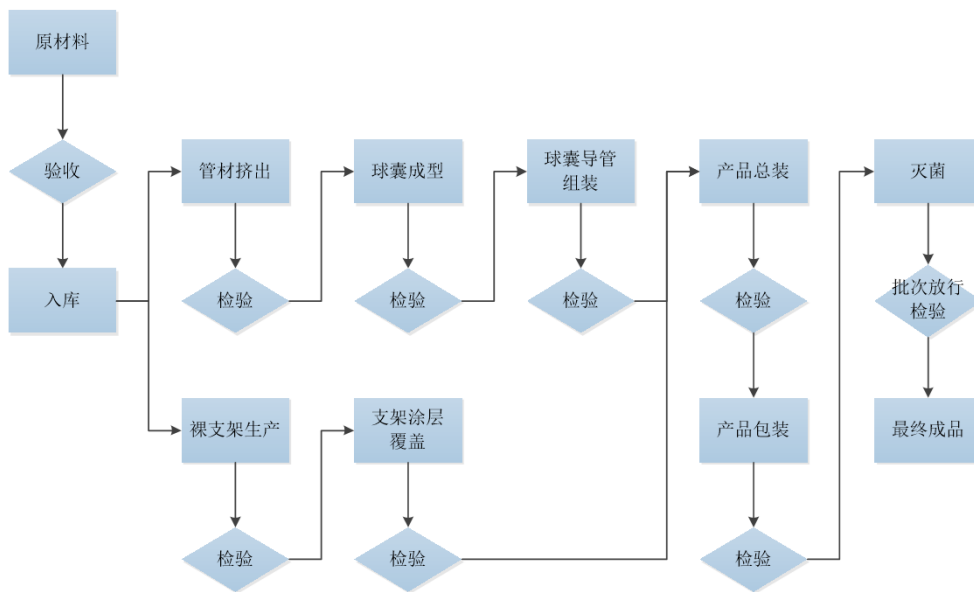 原材料
验收
入库
管材挤出
检验
球囊成型
检验
球囊导管
组装
检验
裸支架生产
检验
支架涂层
覆盖
检验
产品总装
检验
产品包装
检验
灭菌
批次放行
检验
最终成品